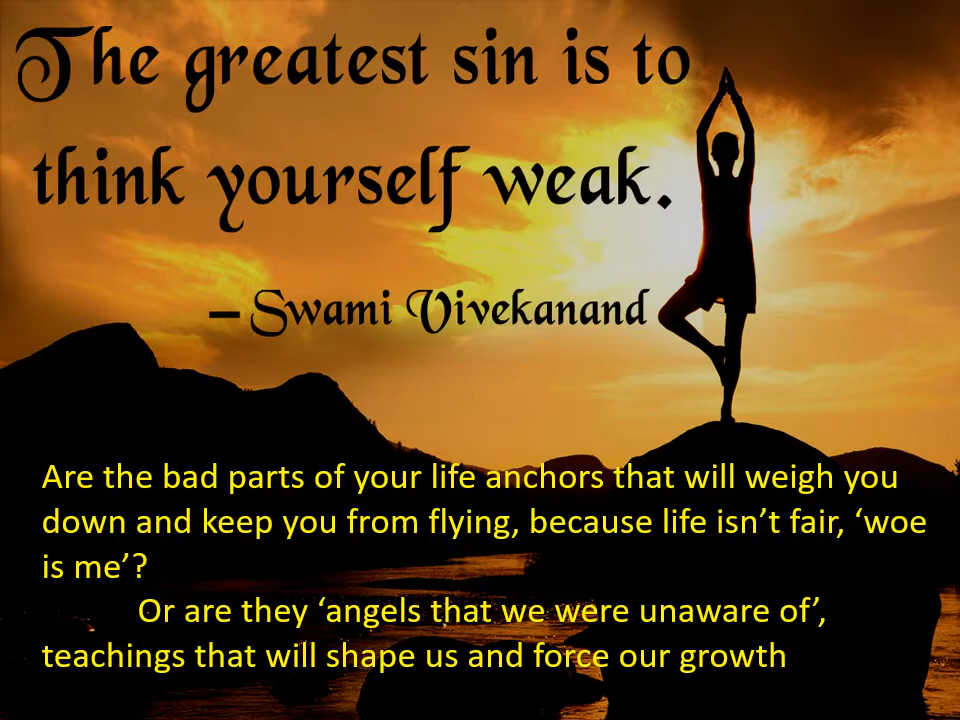 The greatest sin is to
think yourself weak.
– Swami Vivekanand
Are the bad parts of your life anchors that will weigh you
down and keep you from flying, because life isn’t fair, ‘woe
is me’?
Or are they ‘angels that we were unaware of’,
teachings that will shape us and force our growth